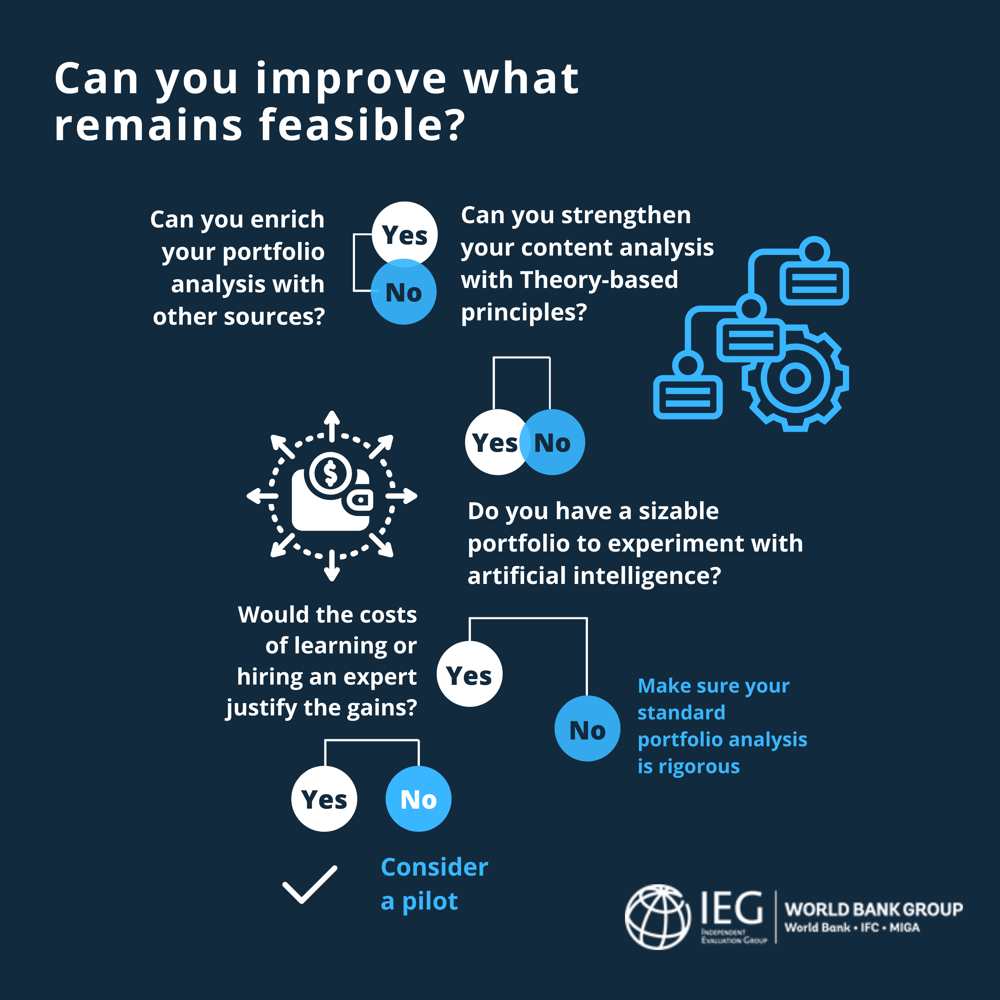 Can you improve what
remains feasible?
Can you enrich
your portfolio
analysis with
other sources?
Yes
No
Can you strengthen
your content analysis
with Theory-based
principles?
Yes
No
$
Do you have a sizable
portfolio to experiment with
artificial intelligence?
Would the costs
of learning or
hiring an expert
justify the gains?
Yes
No
Make sure your
standard
portfolio analysis
is rigorous
Yes
No
Consider
a pilot
IEG
INDEPENDENT
EVALUATION GROUP
WORLD BANK GROUP
World Bank • IFC • MIGA